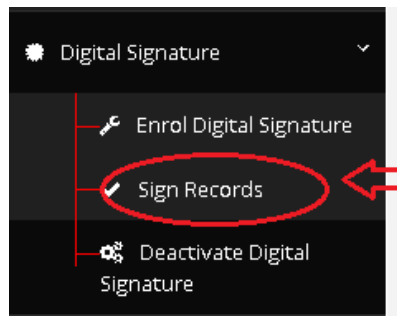 Digital Signature
Enrol Digital Signature
Sign Records
Deactivate Digital
Signature